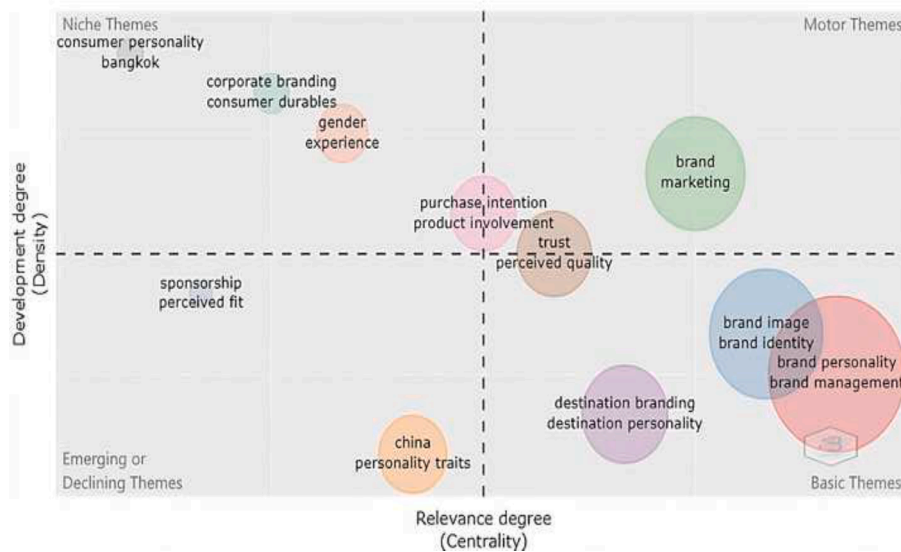 Niche Themes
Motor Themes
consumer personality
bangkok
corporate branding
consumer durables
gender
experience
brand
marketing
purchase intention
product involvement
trust
perceived quality
sponsorship
perceived fit
brand image
brand identity
brand personality
brand management
destination branding
destination personality
china
personality traits
Emerging or
Declining Themes
Basic Themes
Development degree
(Density)
Relevance degree
(Centrality)